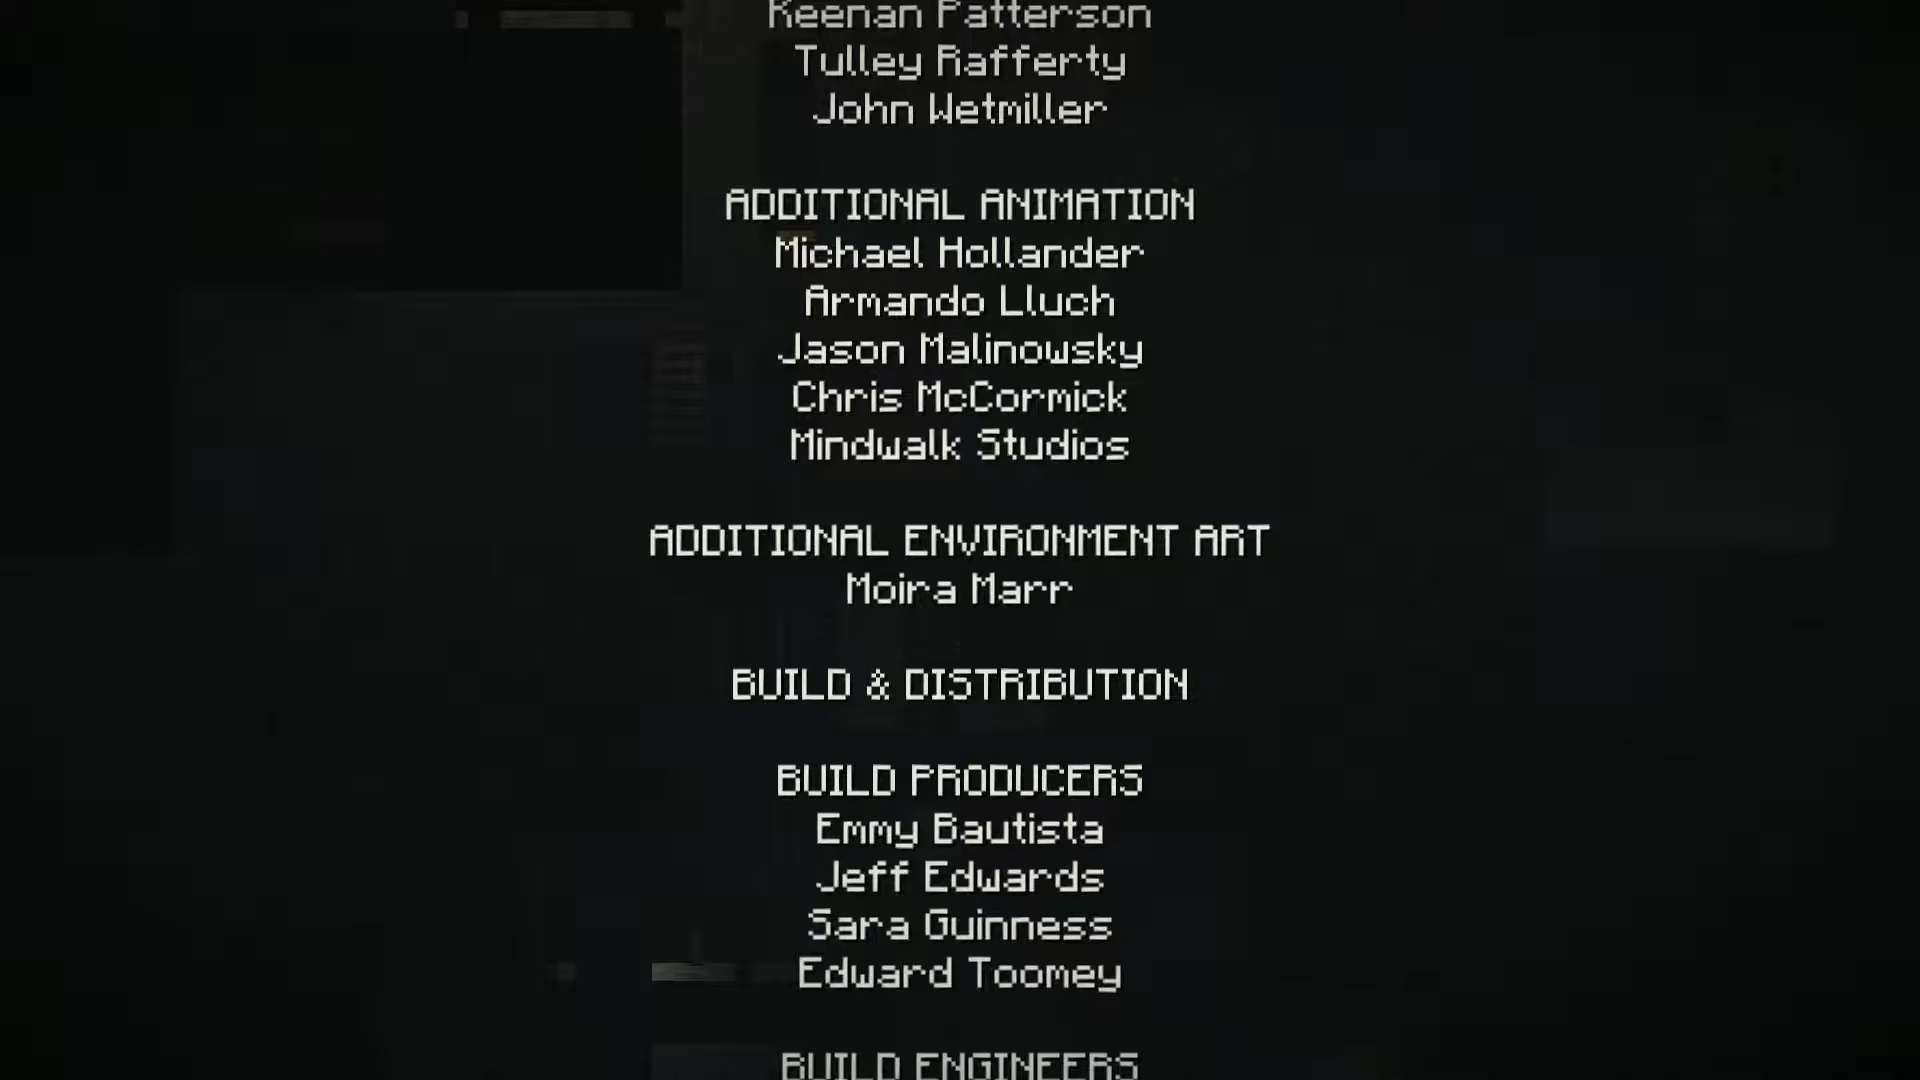 Keenan Patterson
Tulley Rafferty
John Wetmiller
ADDITIONAL ANIMATION
Michael Hollander
Armando Lluch
Jason Malinowsky
Chris McCormick
Mindwalk Studios
ADDITIONAL ENVIRONMENT ART
Moira Marr
BUILD & DISTRIBUTION
BUILD PRODUCERS
Emmy Bautista
Jeff Edwards
Sara Guinness
Edward Toomey
BUILD ENGINEERS